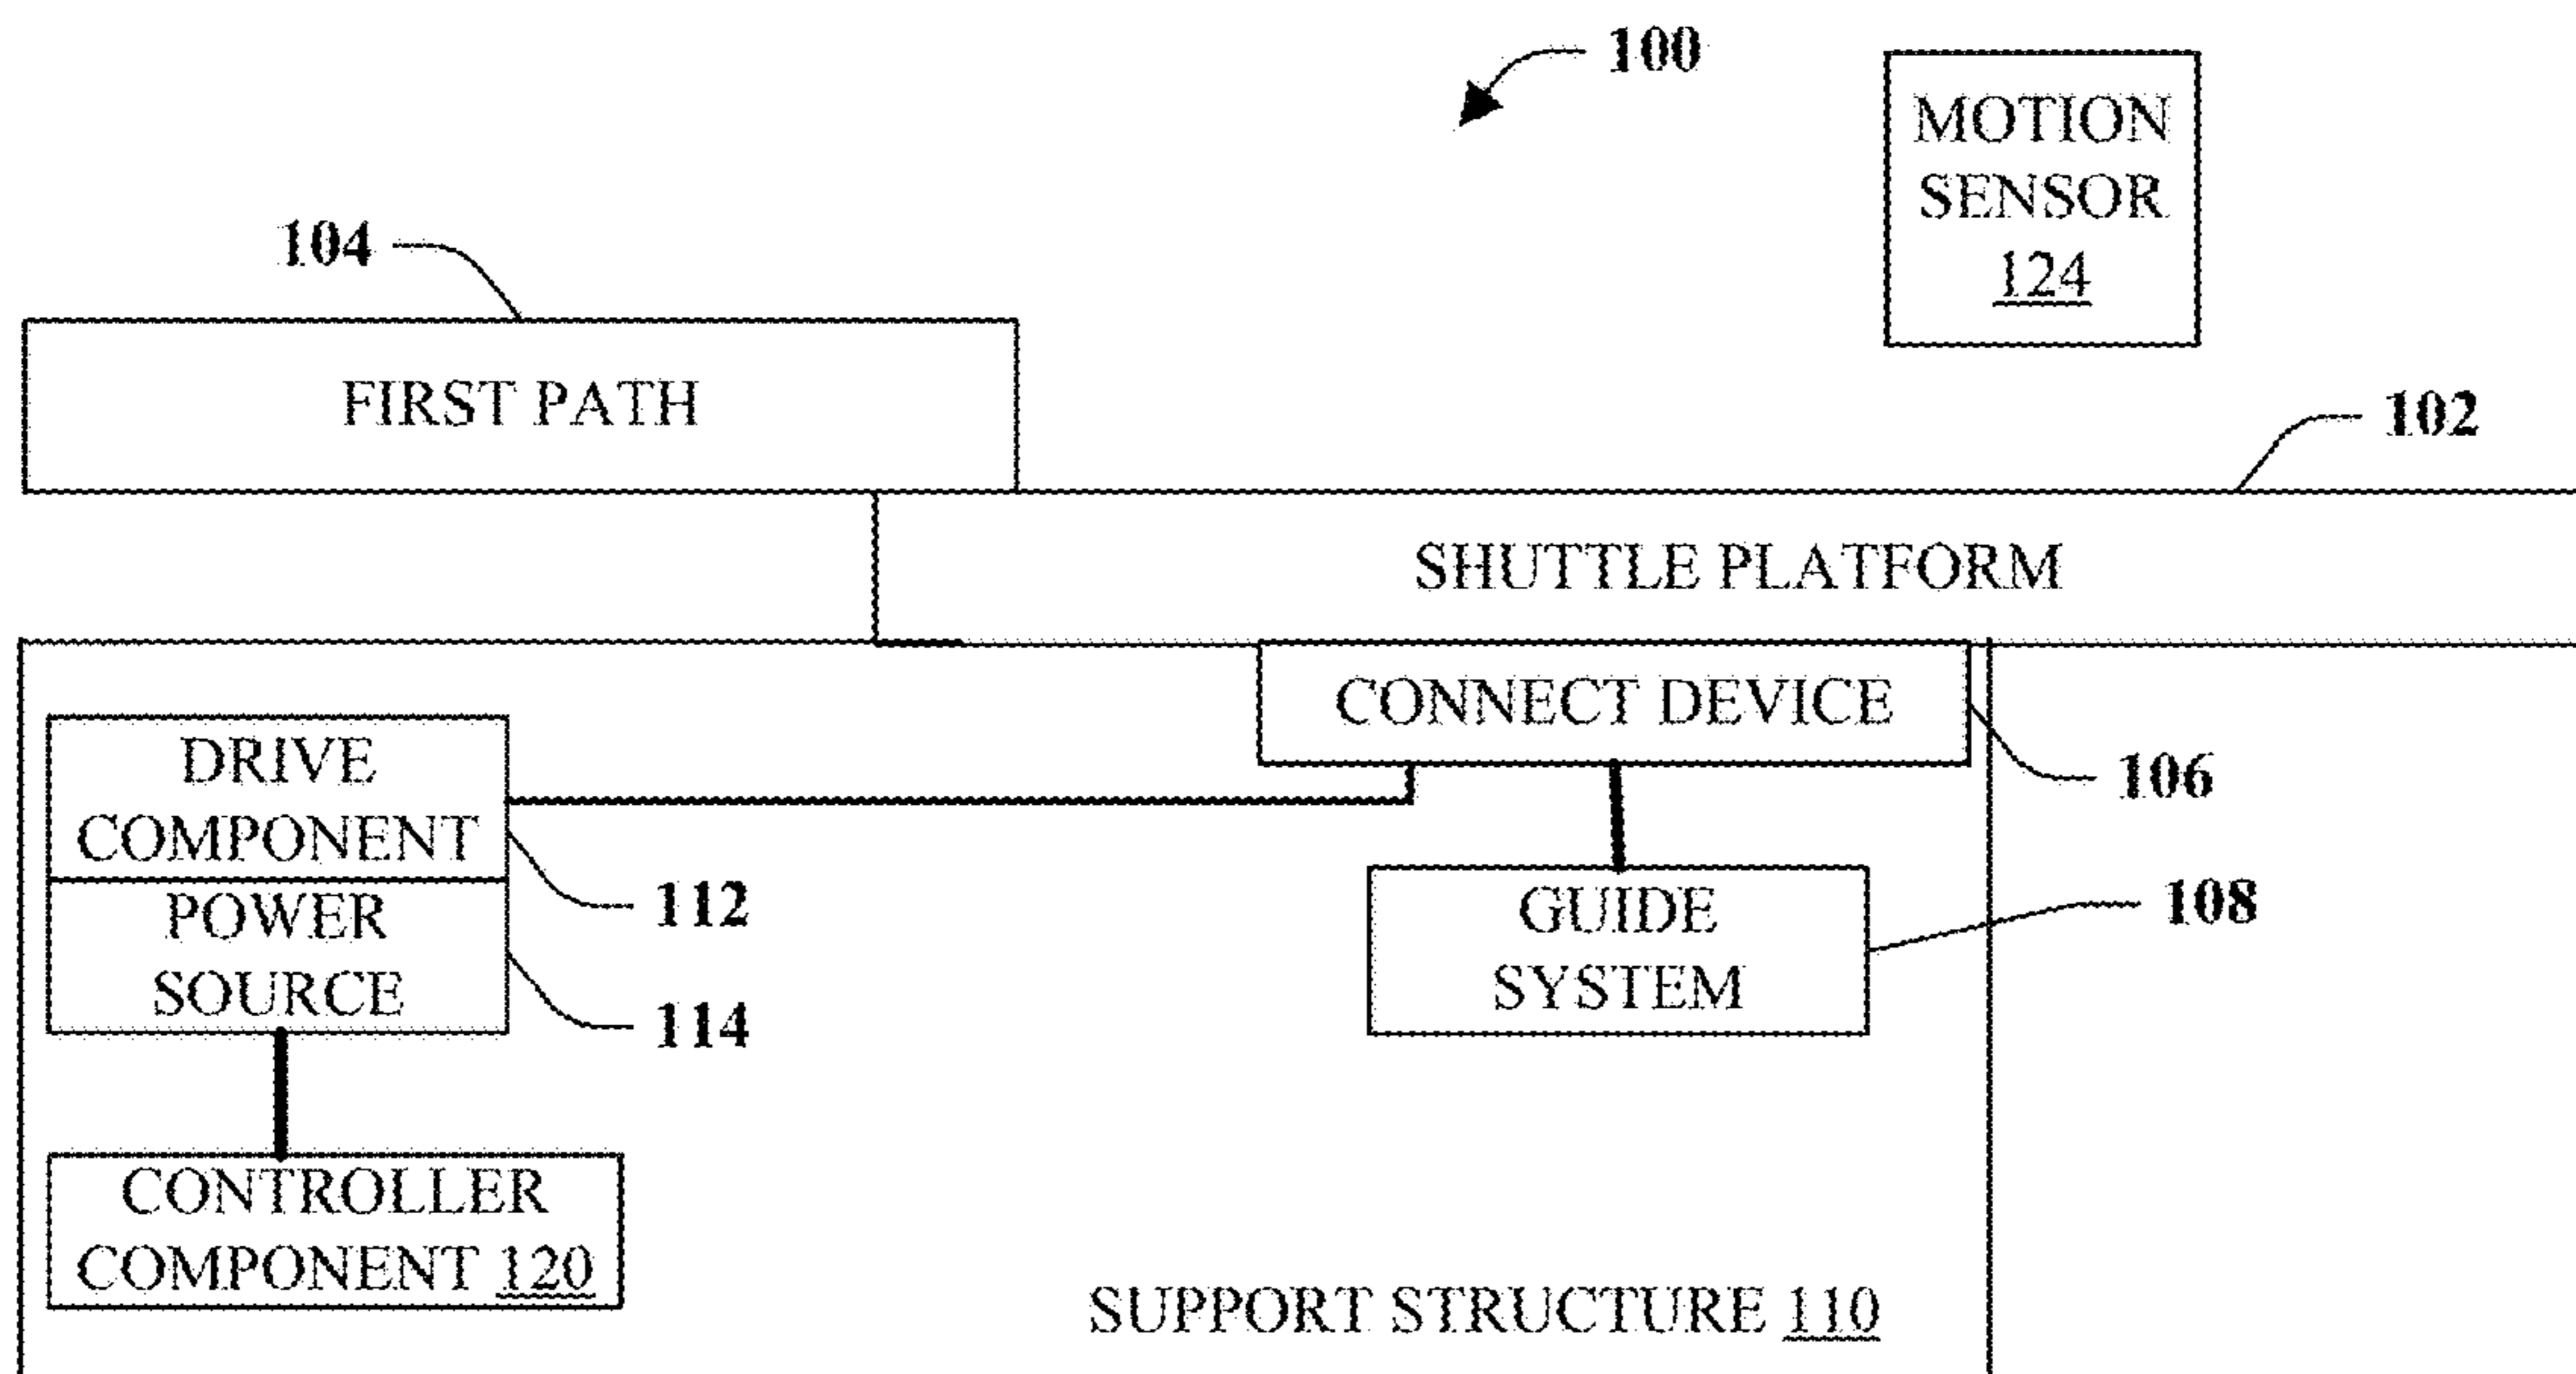 100
MOTION
SENSOR
124
104
FIRST PATH
102
SHUTTLE PLATFORM
CONNECT DEVICE
106
DRIVE
COMPONENT
112
POWER
SOURCE
114
GUIDE
SYSTEM
108
CONTROLLER
COMPONENT 120
SUPPORT STRUCTURE 110